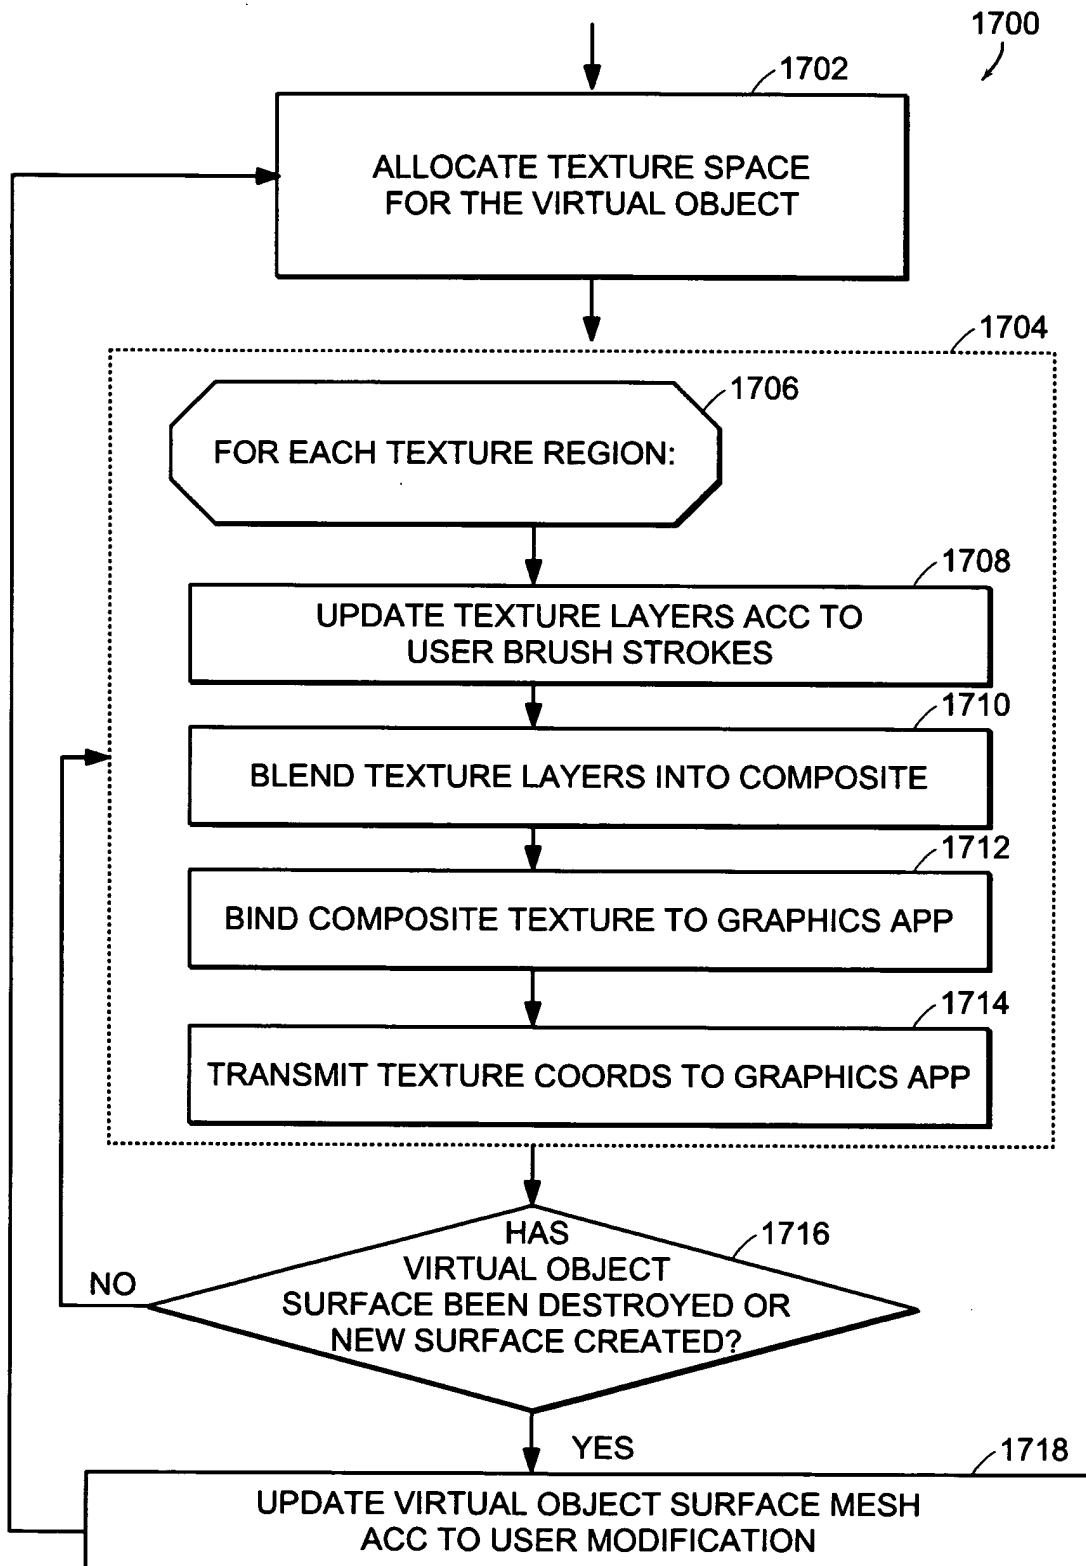 1700
1702
ALLOCATE TEXTURE SPACE
FOR THE VIRTUAL OBJECT
1704
1706
FOR EACH TEXTURE REGION:
1708
UPDATE TEXTURE LAYERS ACC TO
USER BRUSH STROKES
1710
BLEND TEXTURE LAYERS INTO COMPOSITE
1712
BIND COMPOSITE TEXTURE TO GRAPHICS APP
1714
TRANSMIT TEXTURE COORDS TO GRAPHICS APP
1716
HAS
VIRTUAL OBJECT
SURFACE BEEN DESTROYED OR
NEW SURFACE CREATED?
NO
YES
1718
UPDATE VIRTUAL OBJECT SURFACE MESH
ACC TO USER MODIFICATION